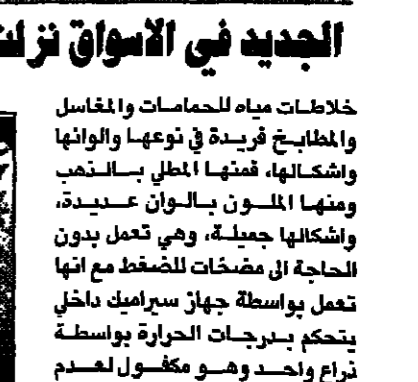 الجديد في الاسواق نزلت
خلاطات مياه للحمامات والمغاسل
والمطابخ فريدة في نوعها والوانها
واشكالها، فمنها المطلي بالذهب
ومنها الملون بالوان عديدة،
واشكالها جميلة، وهي تعمل بدون
الحاجة الى مضخات للضغط مع انها
تعمل بواسطة جهاز سيراميك داخلي
يتحكم بدرجات الحرارة بواسطة
ذراع واحد وهو مكفول لعدم